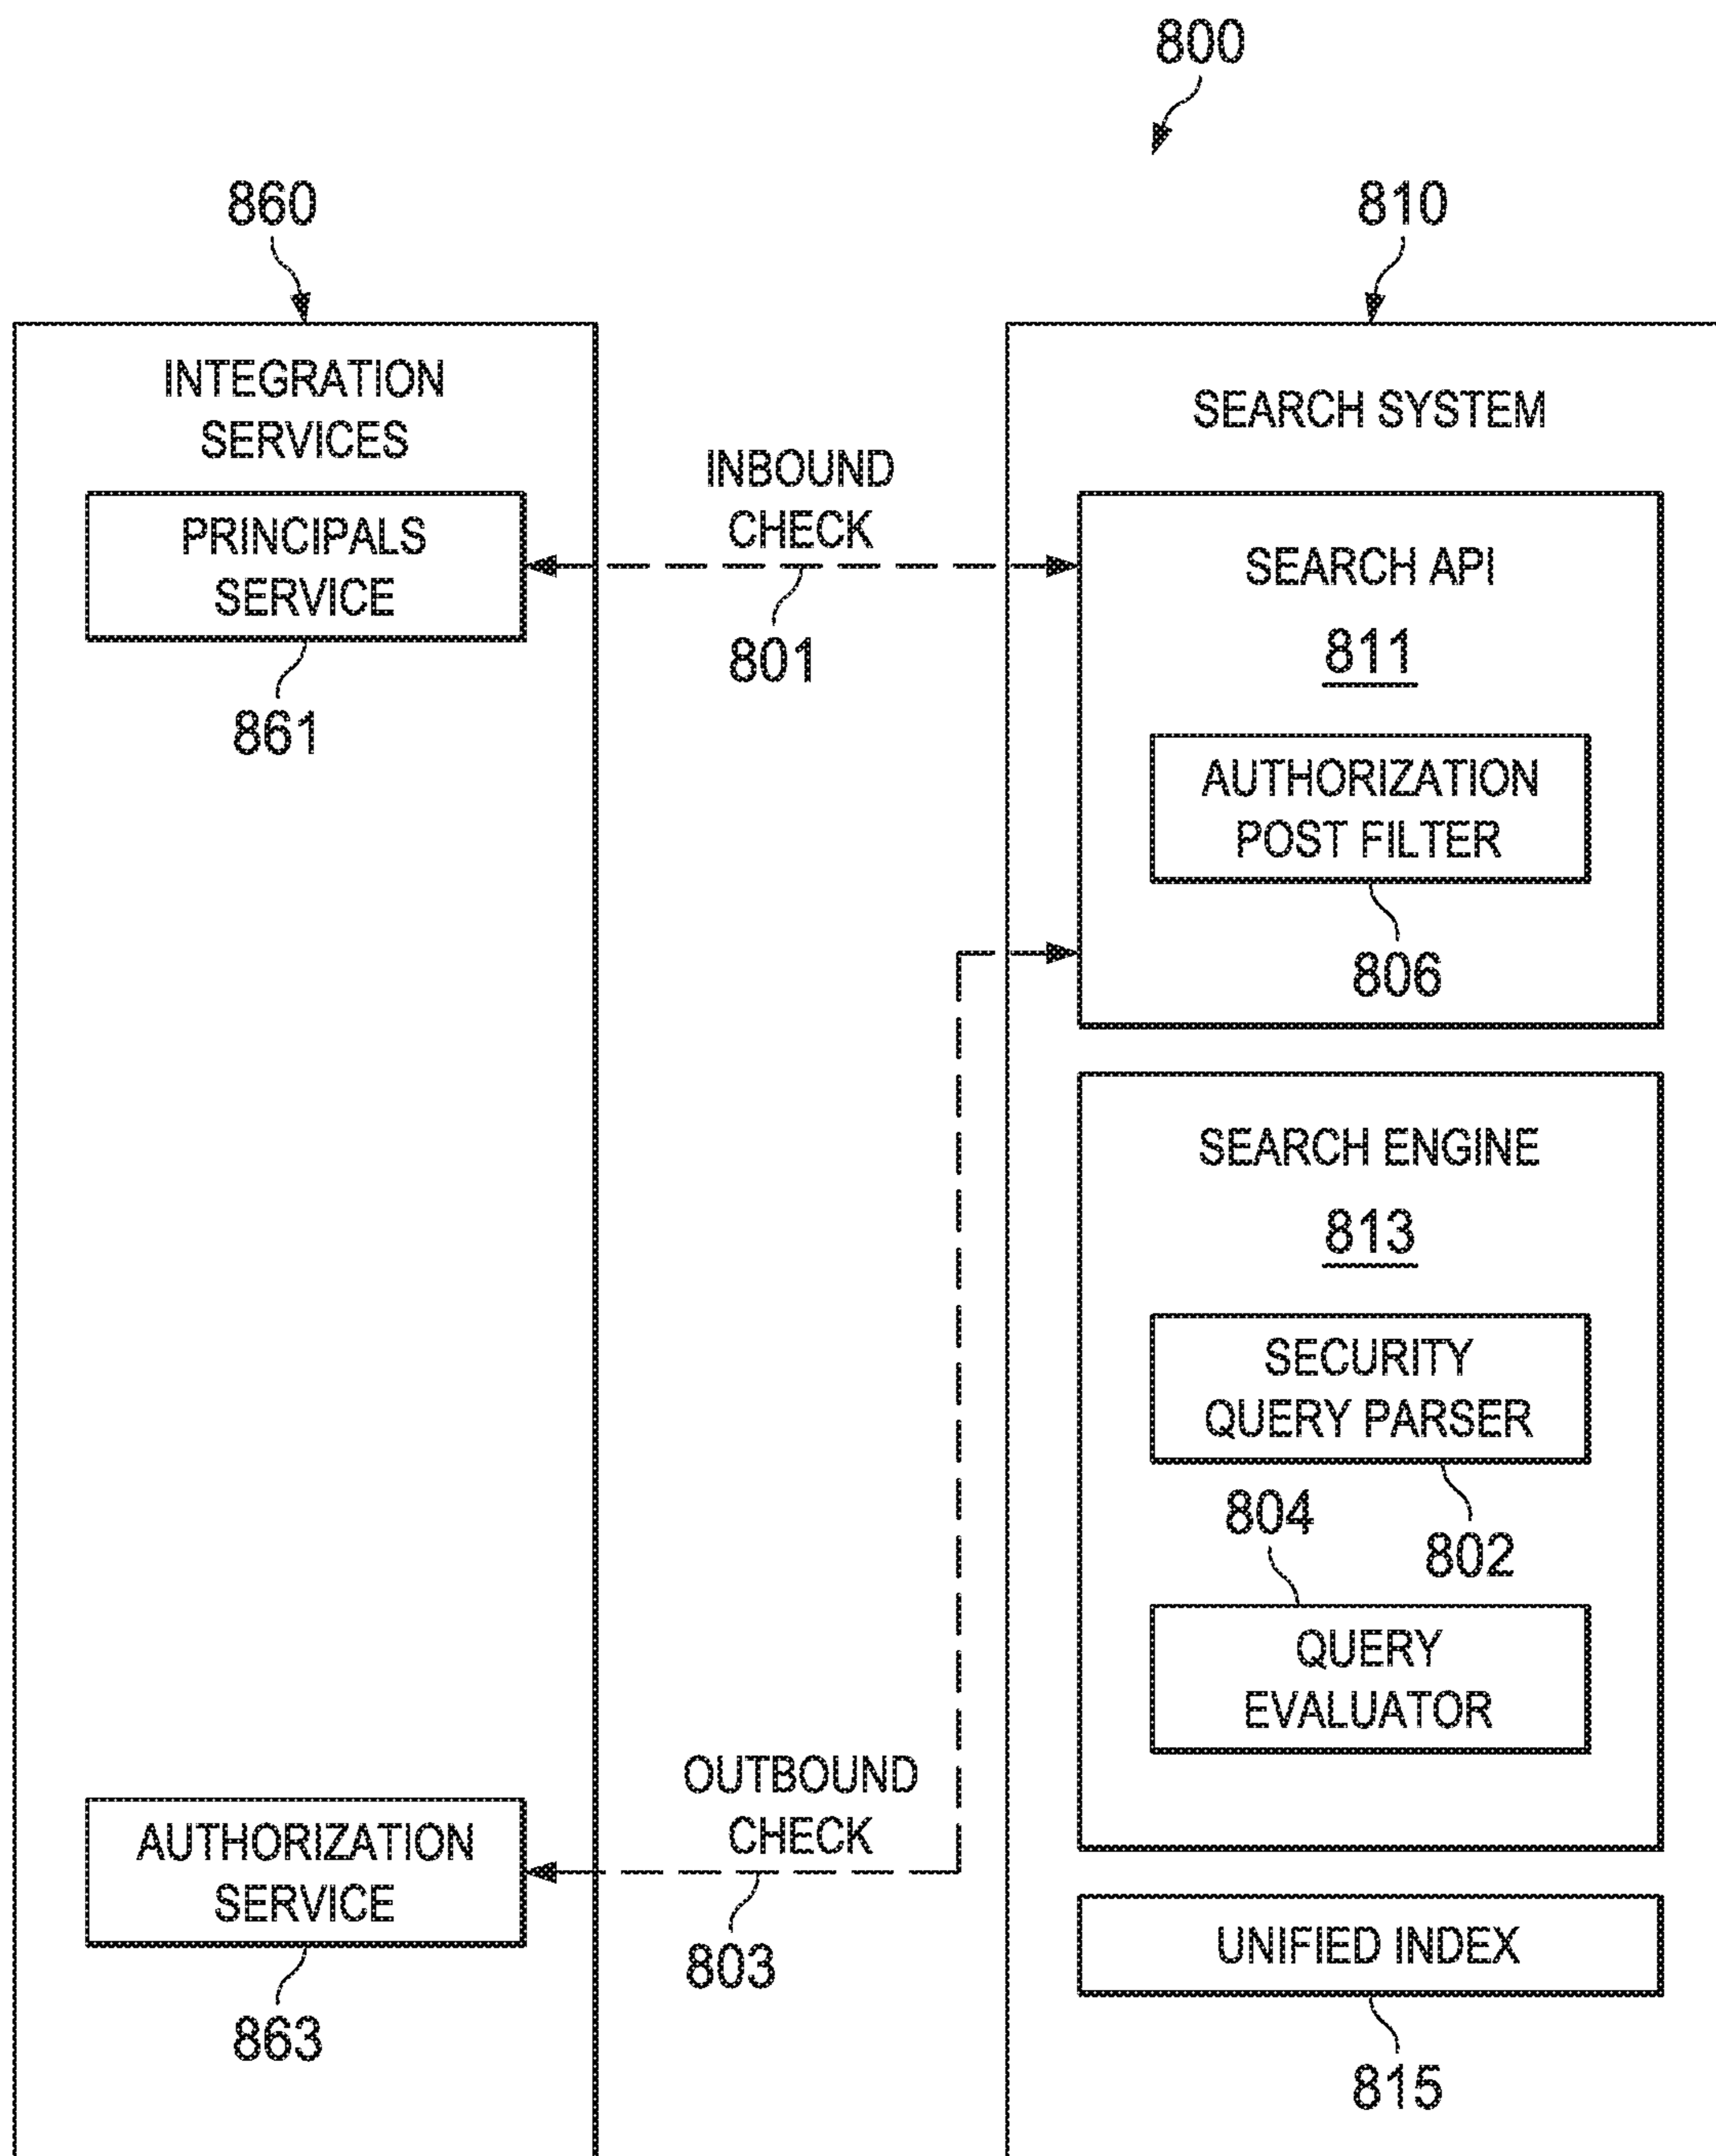 800
860
810
INTEGRATION
SERVICES
SEARCH SYSTEM
INBOUND
CHECK
PRINCIPALS
SERVICE
SEARCH API
811
801
861
AUTHORIZATION
POST FILTER
806
SEARCH ENGINE
813
SECURITY
QUERY PARSER
804
802
QUERY
EVALUATOR
OUTBOUND
CHECK
AUTHORIZATION
SERVICE
803
UNIFIED INDEX
863
815